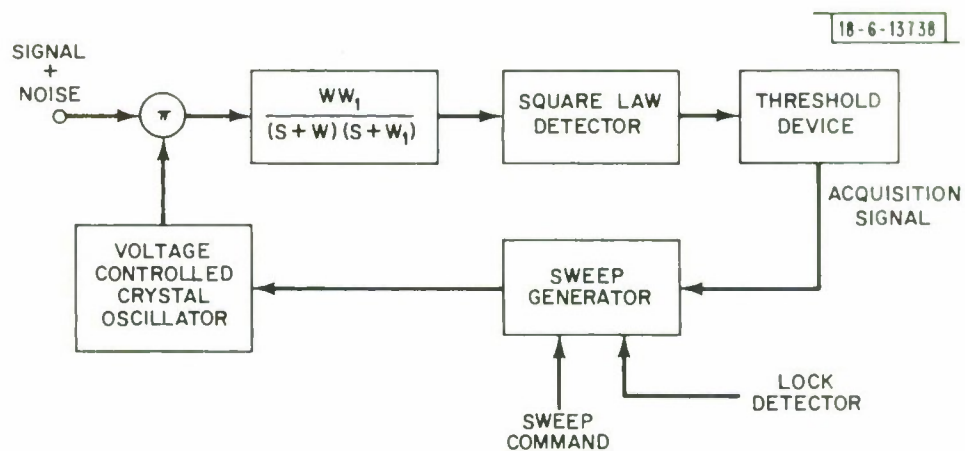 18-6-13738
SIGNAL
+
NOISE
π
WW₁
(S+W)(S+W₁)
SQUARE LAW
DETECTOR
THRESHOLD
DEVICE
ACQUISITION
SIGNAL
VOLTAGE
CONTROLLED
CRYSTAL
OSCILLATOR
SWEEP
GENERATOR
LOCK
DETECTOR
SWEEP
COMMAND